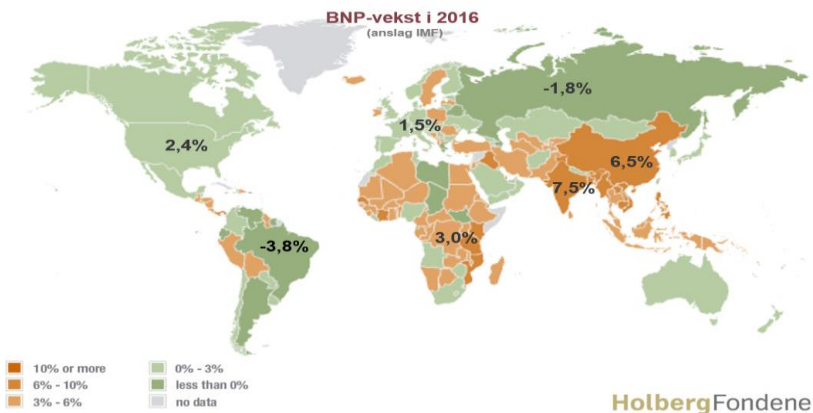 BNP-vekst i 2016
(anslag IMF)
-1,8%
1,5%
2,4%
6,5%
7,5%
3,0%
-3,8%
10% or more
6% - 10%
3% - 6%
0% - 3%
less than 0%
no data
HolbergFondene